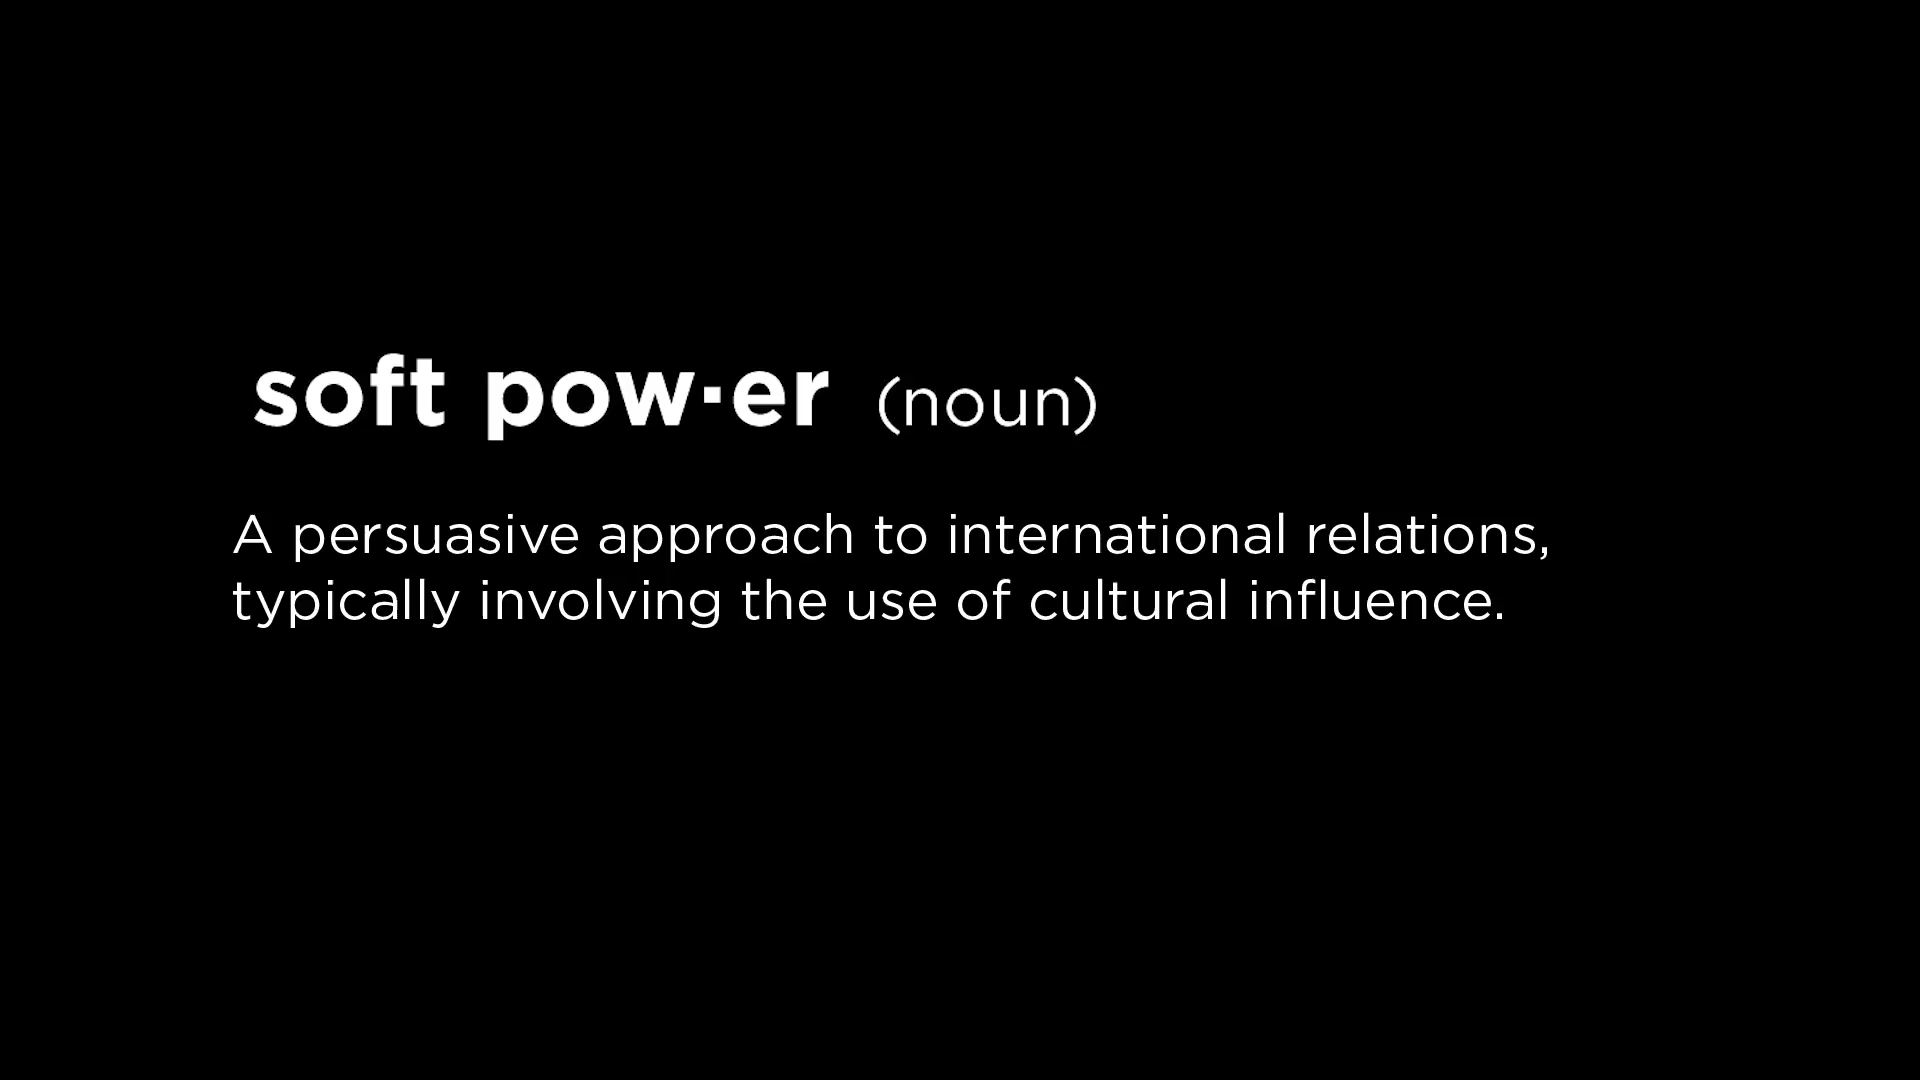 soft pow·er (noun)
A persuasive approach to international relations,
typically involving the use of cultural influence.